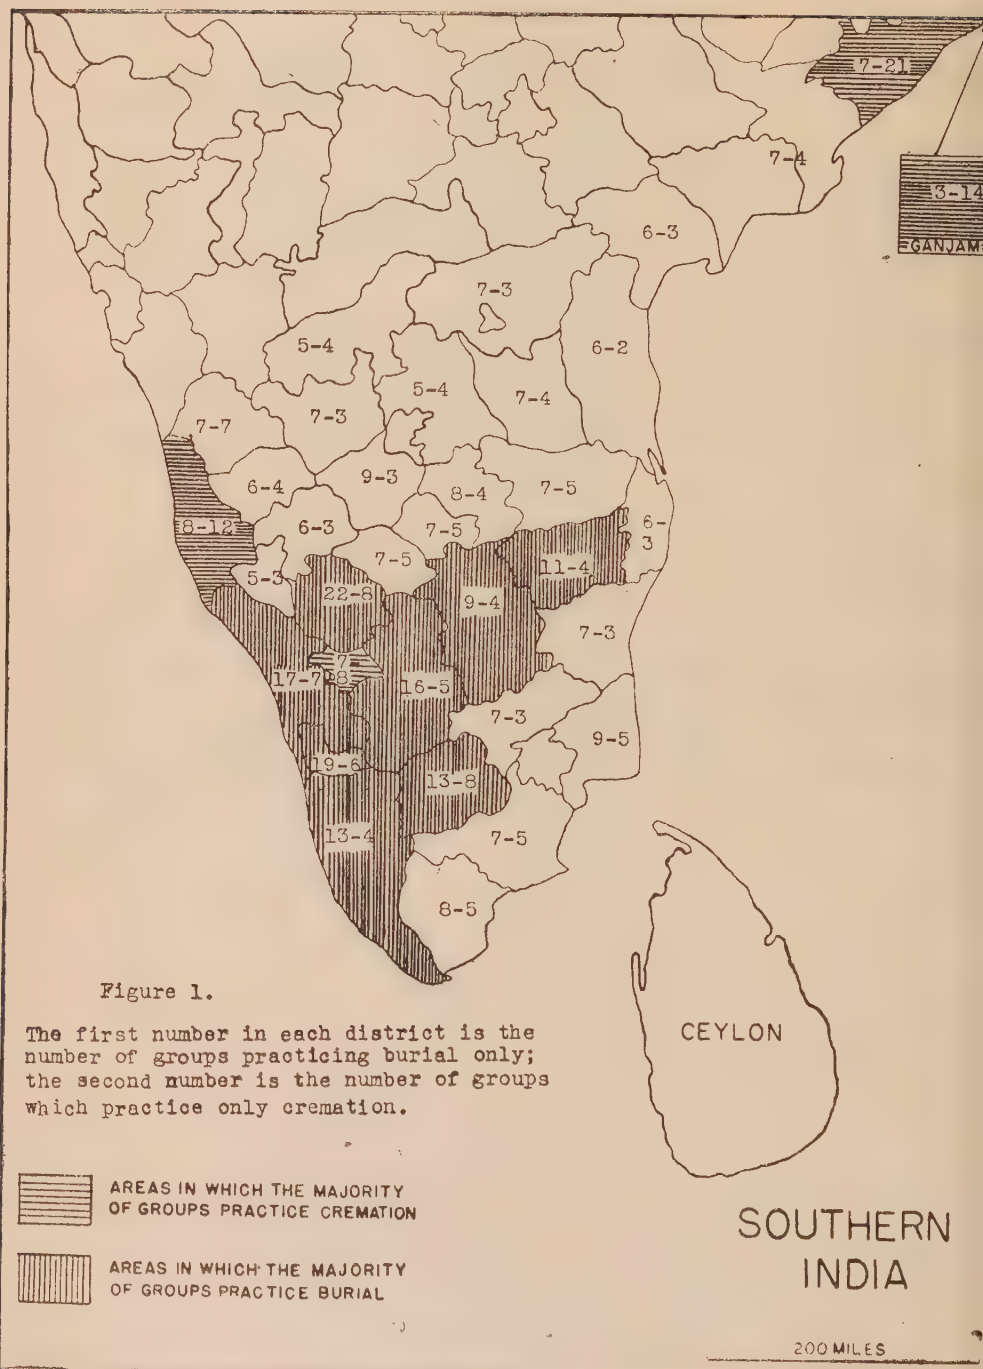 7-21
7-4
3-14
GANJAM
6-3
7-3
5-4
6-2
5-4
7-4
7-3
7-7
9-3
6-4
8-4
7-5
6-3
8-12
7-5
6-
3
7-5
11-4
5-3
22-8
9-4
7-3
7-
8
17-7
16-5
7-3
9-5
19-6
13-8
13-4
7-5
8-5
Figure 1.
The first number in each district is the
number of groups practicing burial only;
the second number is the number of groups
which practice only cremation.
CEYLON
AREAS IN WHICH THE MAJORITY
OF GROUPS PRACTICE CREMATION
AREAS IN WHICH THE MAJORITY
OF GROUPS PRACTICE BURIAL
SOUTHERN
INDIA
200 MILES